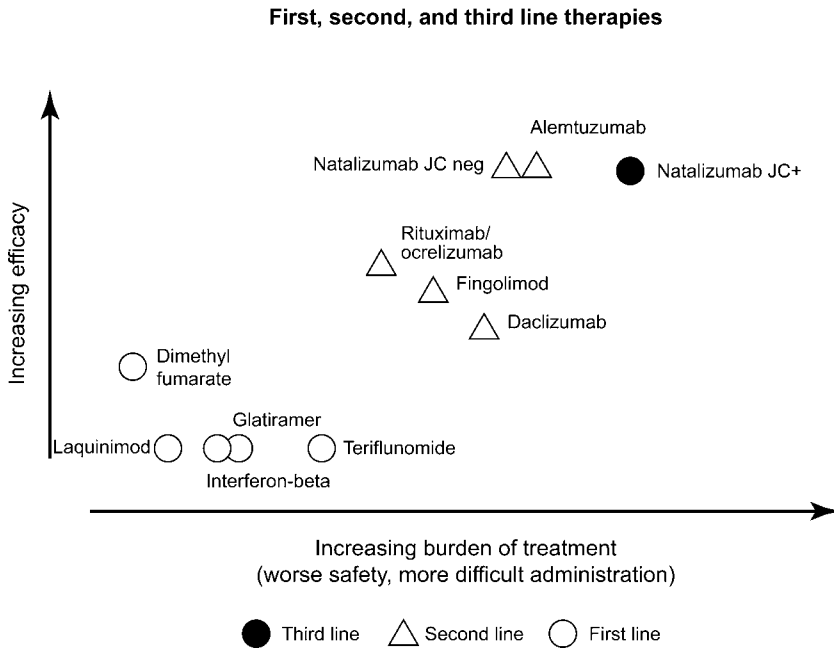 First, second, and third line therapies
Increasing efficacy
Alemtuzumab
Natalizumab JC neg
Natalizumab JC+
Rituximab/
ocrelizumab
Fingolimod
Daclizumab
Dimethyl
fumarate
Glatiramer
Laquinimod
Teriflunomide
Interferon-beta
Increasing burden of treatment
(worse safety, more difficult administration)
Third line
Second line
First line